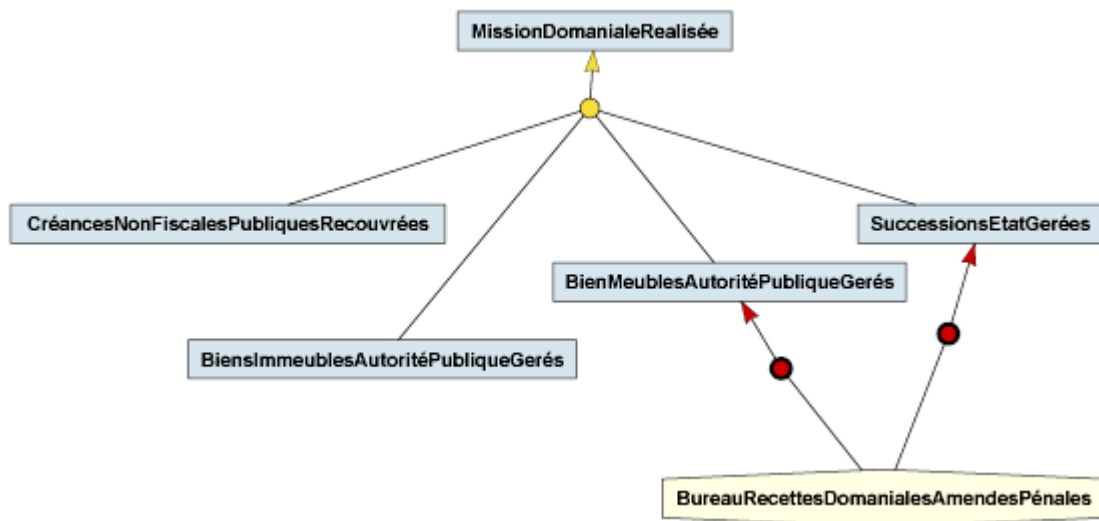 MissionDomanialeRealisée
CréancesNonFiscalesPubliquesRecouvrées
SuccessionsEtatGerées
BienMeublesAutoritéPubliqueGerés
BiensImmeublesAutoritéPubliqueGerés
BureauRecettesDomanialesAmendesPénales